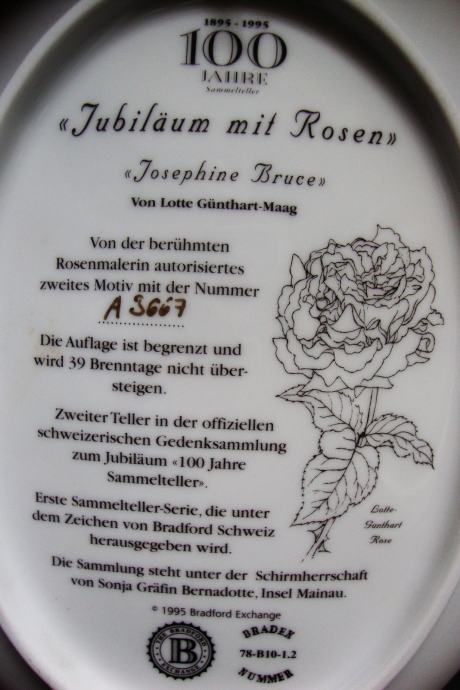 1895 - 1995
100
JAHRE
Sammelteller
«Jubiläum mit Rosen»
«Josephine Bruce»
Von Lotte Günthart-Maag
Von der berühmten
Rosenmalerin autorisiertes
zweites Motiv mit der Nummer
A 3667
Die Auflage ist begrenzt und
wird 39 Brenntage nicht über-
steigen.
Zweiter Teller in der offiziellen
schweizerischen Gedenksammlung
zum Jubiläum «100 Jahre
Sammelteller».
Erste Sammelteller-Serie, die unter
dem Zeichen von Bradford Schweiz
herausgegeben wird.
Lotte-
Günthart
Rose
Die Sammlung steht unter der Schirmherrschaft
von Sonja Gräfin Bernadotte, Insel Mainau.
© 1995 Bradford Exchange
THE BRADFORD
B
EXCHANGE
BRADEX
78-B10-1.2
NUMMER